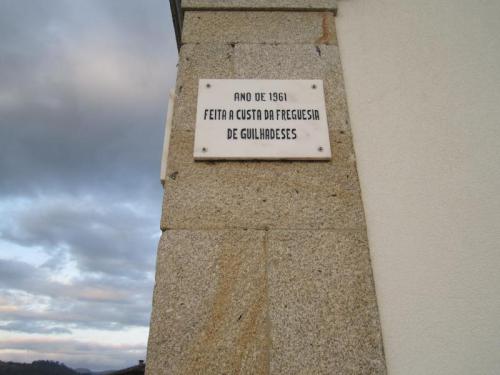 ANO DE 1961
FEITA A CUSTA DA FREGUESIA
DE GUILHADESES